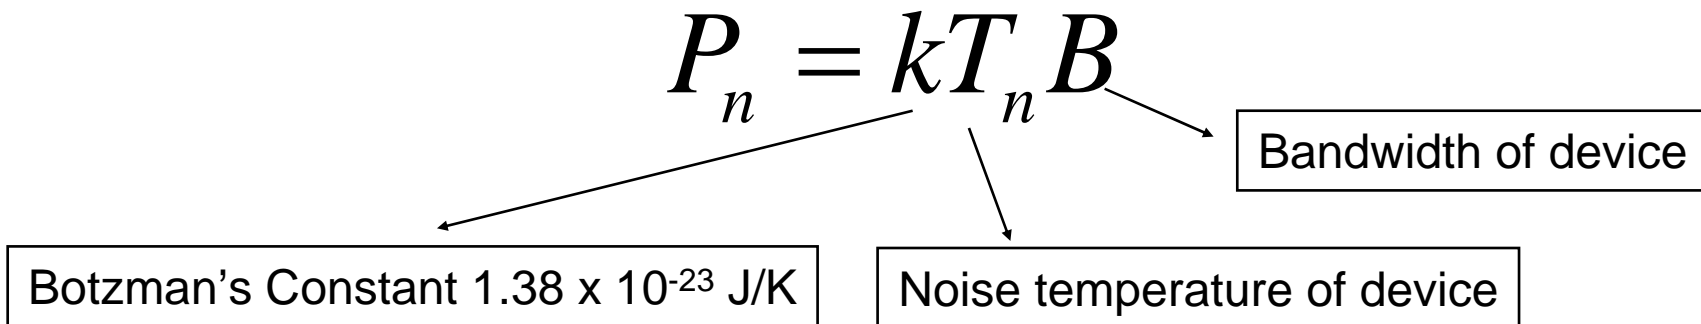 Pₙ = kTₙB
Bandwidth of device
Botzman's Constant 1.38 x 10⁻²³ J/K
Noise temperature of device